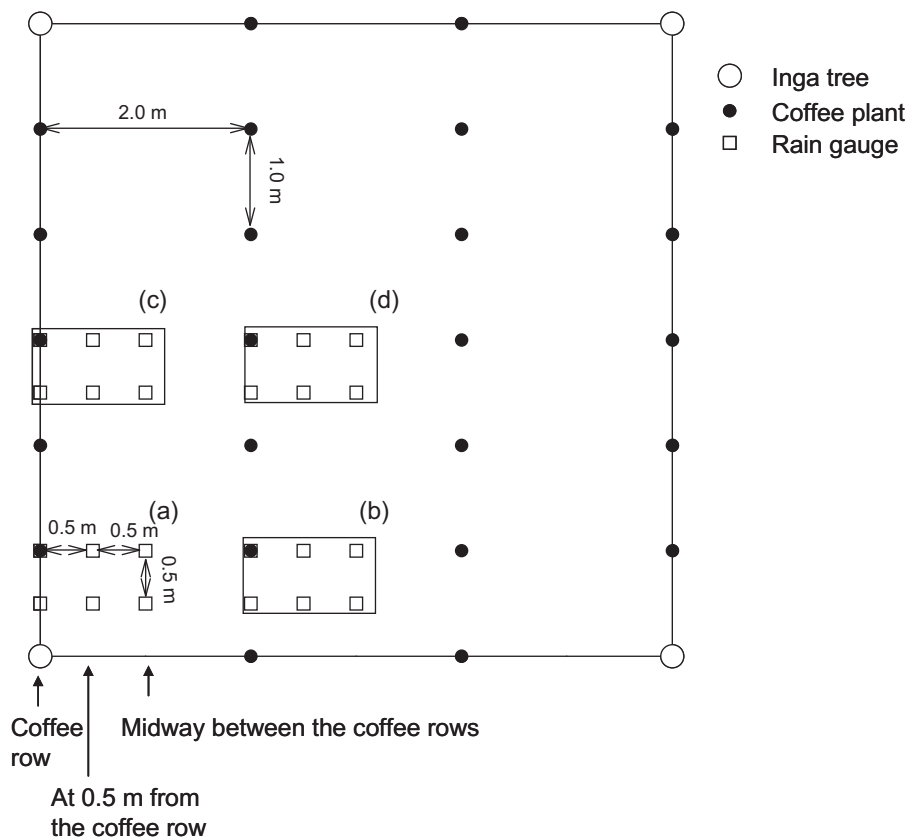 Inga tree
Coffee plant
Rain gauge
2.0 m
1.0 m
(c)
(d)
(a)
(b)
0.5 m
0.5 m
0.5 m
Coffee
row
Midway between the coffee rows
At 0.5 m from
the coffee row